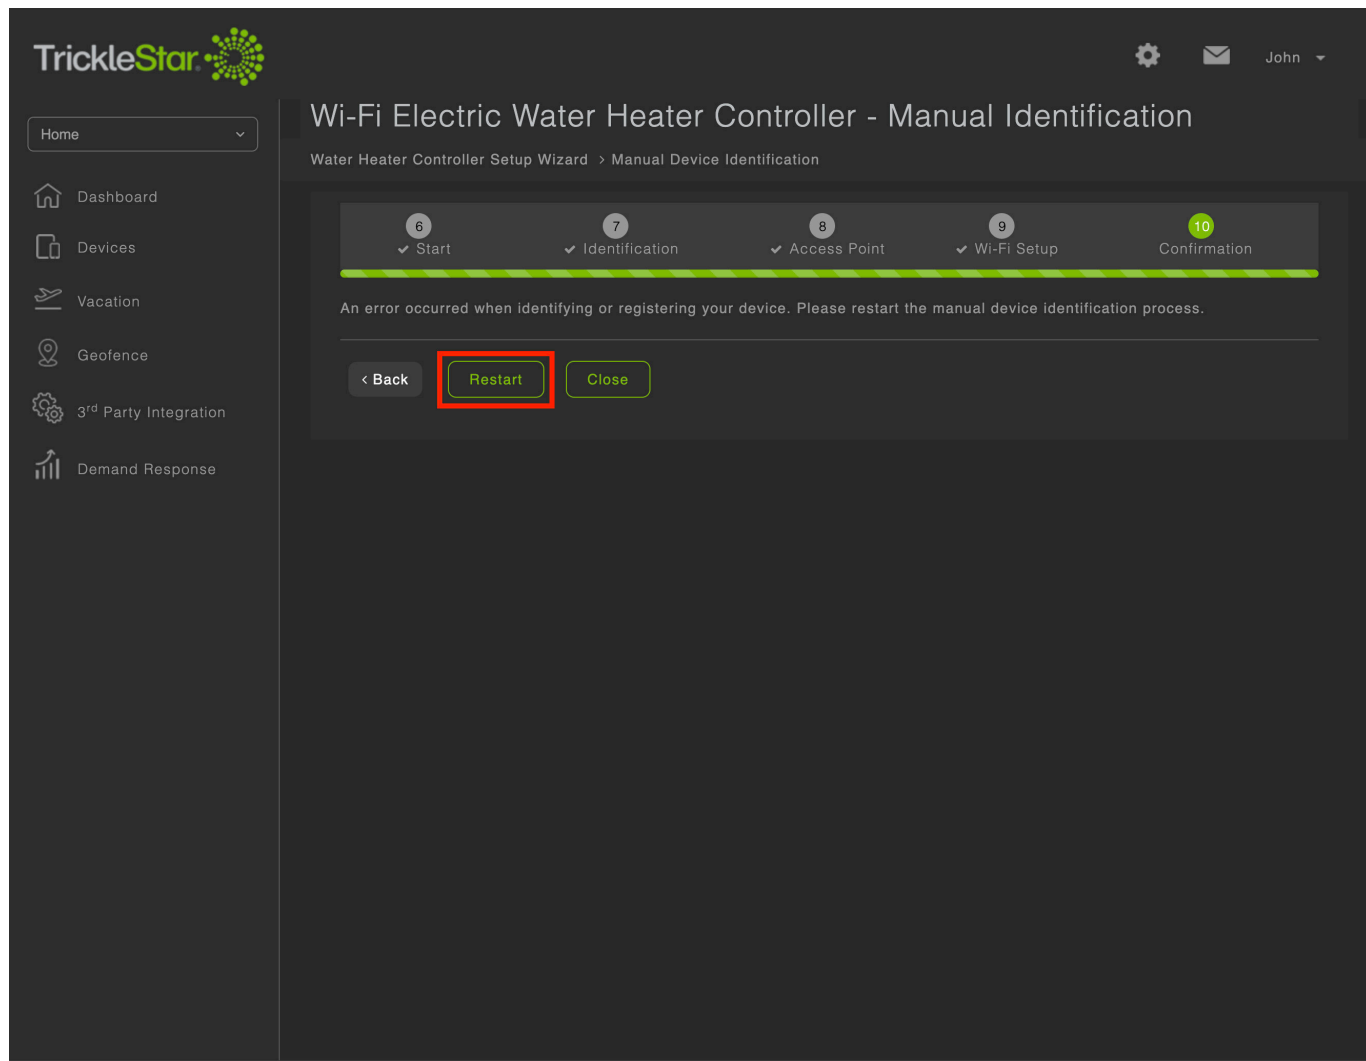 TrickleStar®
John
Home
Dashboard
Devices
Vacation
Geofence
3rd Party Integration
Demand Response
Wi-Fi Electric Water Heater Controller - Manual Identification
Water Heater Controller Setup Wizard > Manual Device Identification
6 7 8 9 10
✔ Start ✔ Identification ✔ Access Point ✔ Wi-Fi Setup Confirmation
An error occurred when identifying or registering your device. Please restart the manual device identification process.
< Back Restart Close